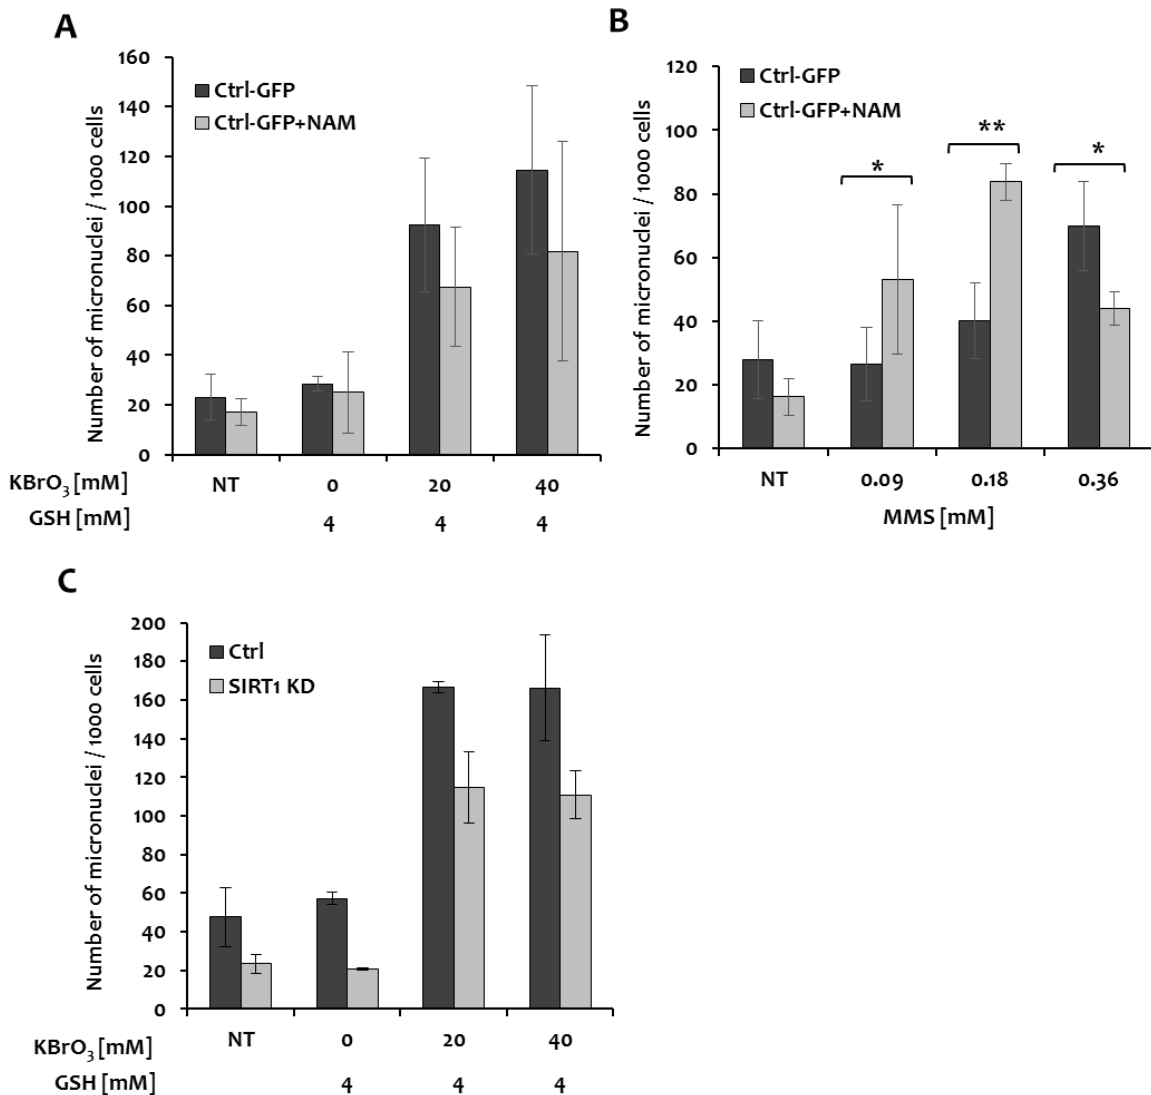 A
Number of micronuclei / 1000 cells
160
140
120
100
80
60
40
20
0
Ctrl-GFP
Ctrl-GFP+NAM
KBrO₃ [mM] NT 0 20 40
GSH [mM] 4 4 4
B
Number of micronuclei / 1000 cells
120
100
80
60
40
20
0
Ctrl-GFP
Ctrl-GFP+NAM
* ** *
NT 0.09 0.18 0.36
MMS [mM]
C
Number of micronuclei / 1000 cells
200
180
160
140
120
100
80
60
40
20
0
Ctrl
SIRT1 KD
KBrO₃ [mM] NT 0 20 40
GSH [mM] 4 4 4